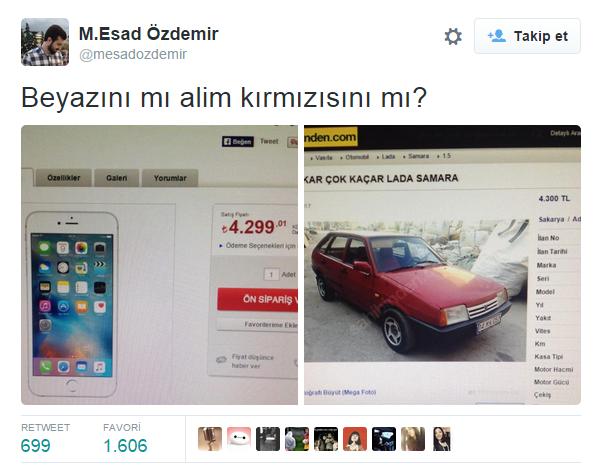 M.Esad Özdemir
@mesadozdemir
Takip et
Beyazını mı alim kırmızısını mı?
Beğen Tweet
Özellikler Galeri Yorumlar
Satış Fiyatı
₺4.299,01
Ödeme Seçenekleri için
1 Adet
ÖN SİPARİŞ V
Favorilerime Ekle
Fiyat düşünce
haber ver
nden.com
Detaylı Ara
Vasıta Otomobil Lada Samara 1.5
KAR ÇOK KAÇAR LADA SAMARA
4.300 TL
Sakarya / Ad
İlan No
İlan Tarihi
Marka
Seri
Model
Yıl
Yakıt
Vites
Km
Kasa Tipi
Motor Hacmi
Motor Gücü
Çekiş
toğrafı Büyüt (Mega Foto)
RETWEET FAVORİ
699 1.606